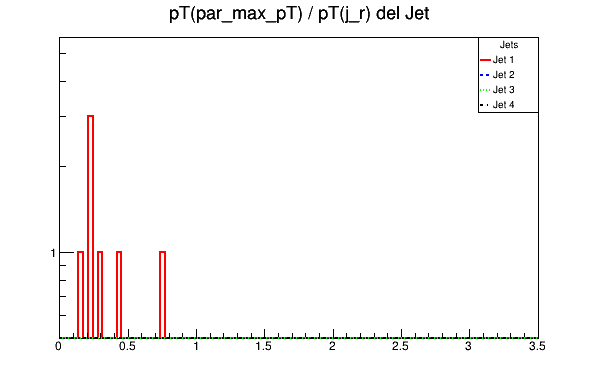 pT(par_max_pT) / pT(j_r) del Jet
Jets
Jet 1
Jet 2
Jet 3
Jet 4
1
0 0.5 1 1.5 2 2.5 3 3.5